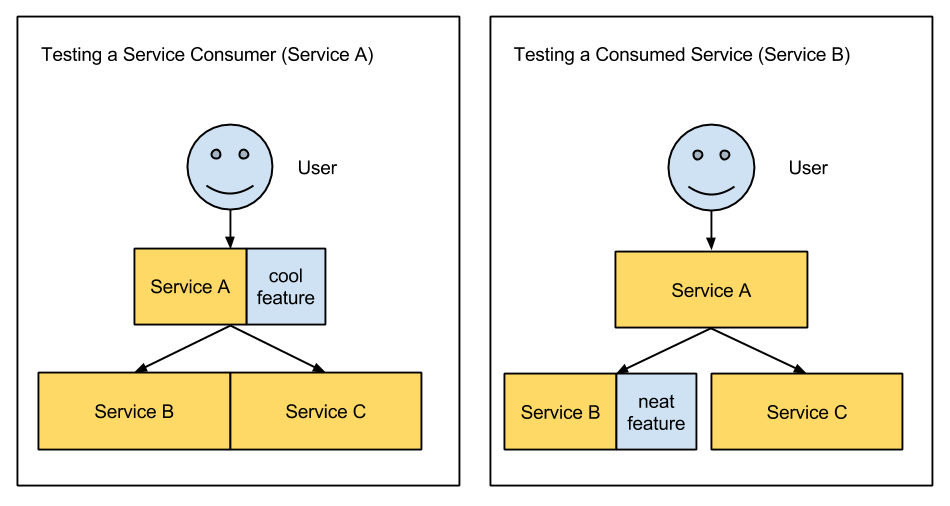 Testing a Service Consumer (Service A)
User
Service A
cool
feature
Service B
Service C
Testing a Consumed Service (Service B)
User
Service A
Service B
neat
feature
Service C